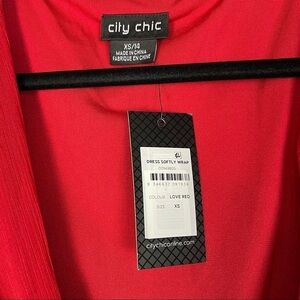 city chic
XS/14
MADE IN CHINA
FABRIQUE EN CHINE
DRESS SOFTLY WRAP
COLOUR LOVE RED
SIZE XS
citychiconline.com